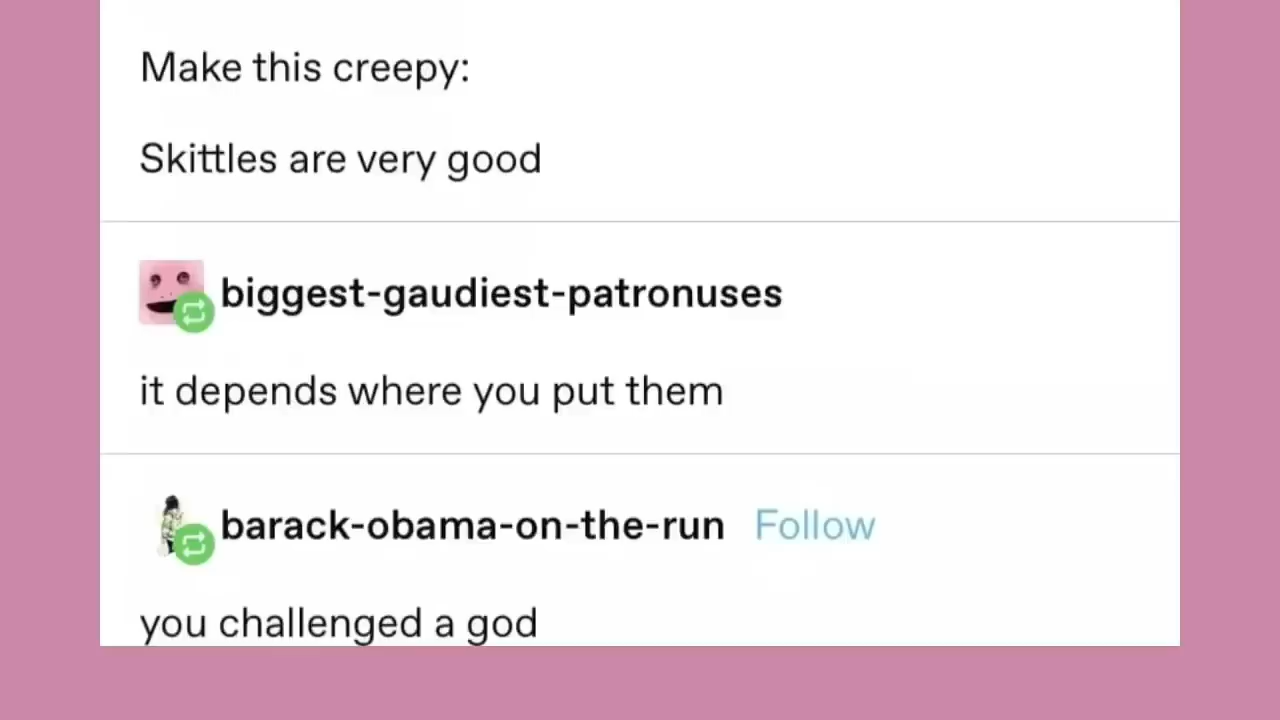 Make this creepy:
Skittles are very good
biggest-gaudiest-patronuses
it depends where you put them
barack-obama-on-the-run Follow
you challenged a god